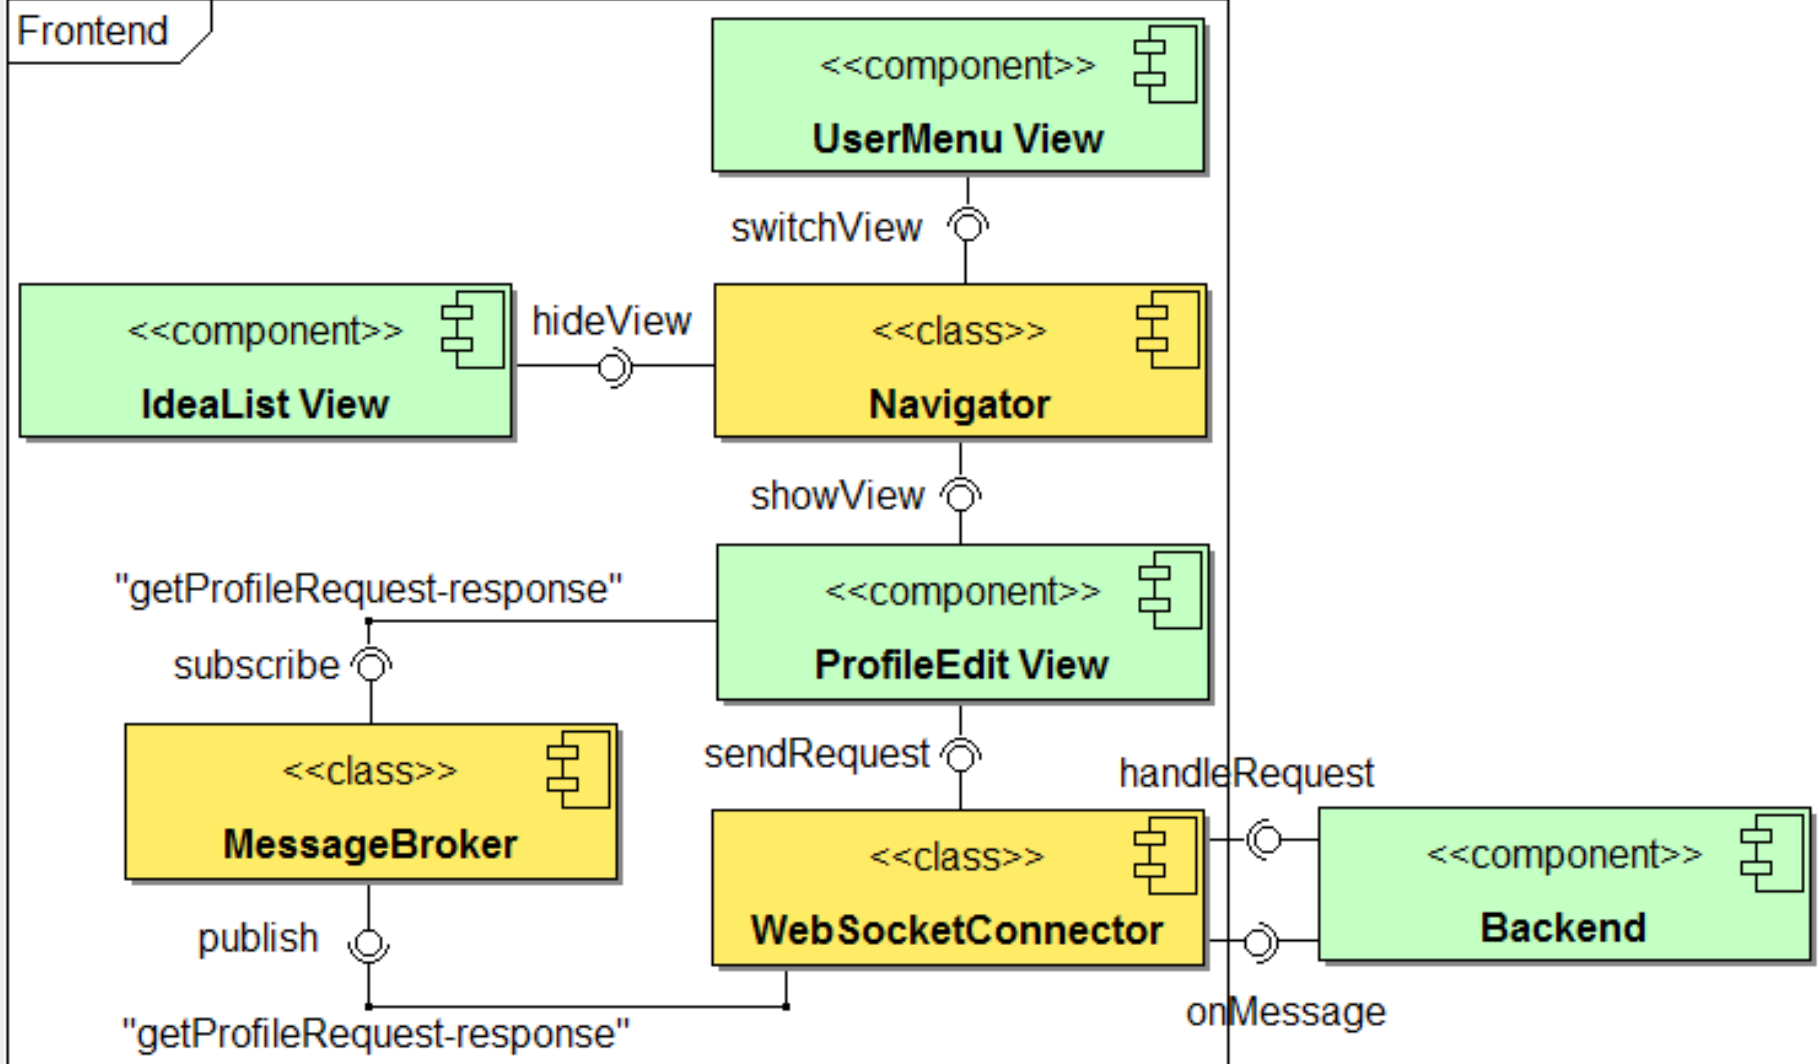 Frontend
<<component>>
UserMenu View
switchView
<<component>>
IdeaList View
hideView
<<class>>
Navigator
showView
"getProfileRequest-response"
<<component>>
ProfileEdit View
subscribe
<<class>>
MessageBroker
sendRequest
handleRequest
<<class>>
WebSocketConnector
<<component>>
Backend
publish
onMessage
"getProfileRequest-response"